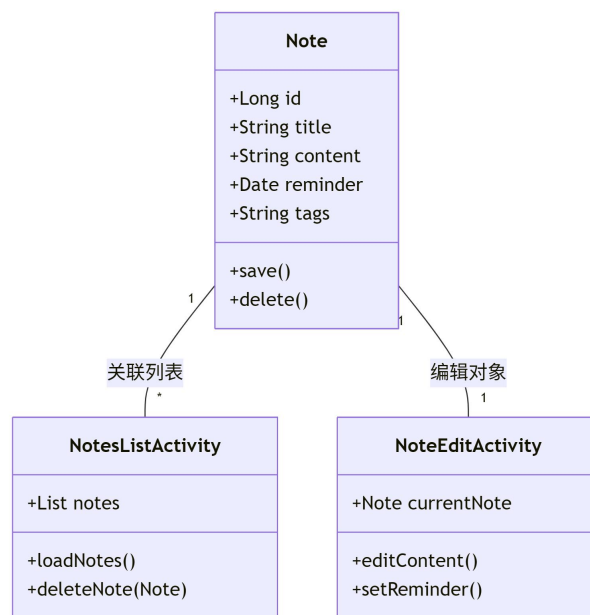 Note
+Long id
+String title
+String content
+Date reminder
+String tags
+save()
+delete()
1
1
关联列表
编辑对象
*
1
NotesListActivity
+List notes
+loadNotes()
+deleteNote(Note)
NoteEditActivity
+Note currentNote
+editContent()
+setReminder()